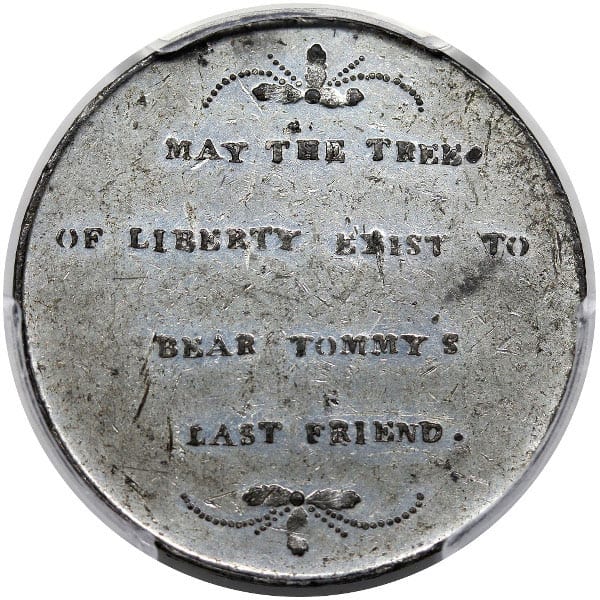 MAY THE TREE
OF LIBERTY EXIST TO
BEAR TOMMY'S
LAST FRIEND.